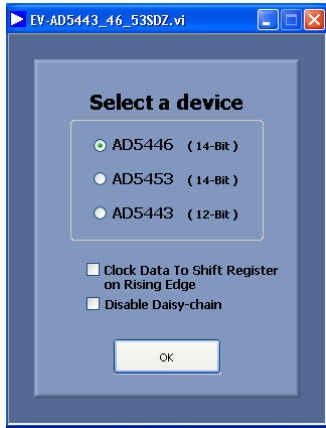 EV-AD5443_46_53SDZ.vi
Select a device
AD5446 (14-Bit)
AD5453 (14-Bit)
AD5443 (12-Bit)
Clock Data To Shift Register
on Rising Edge
Disable Daisy-chain
OK